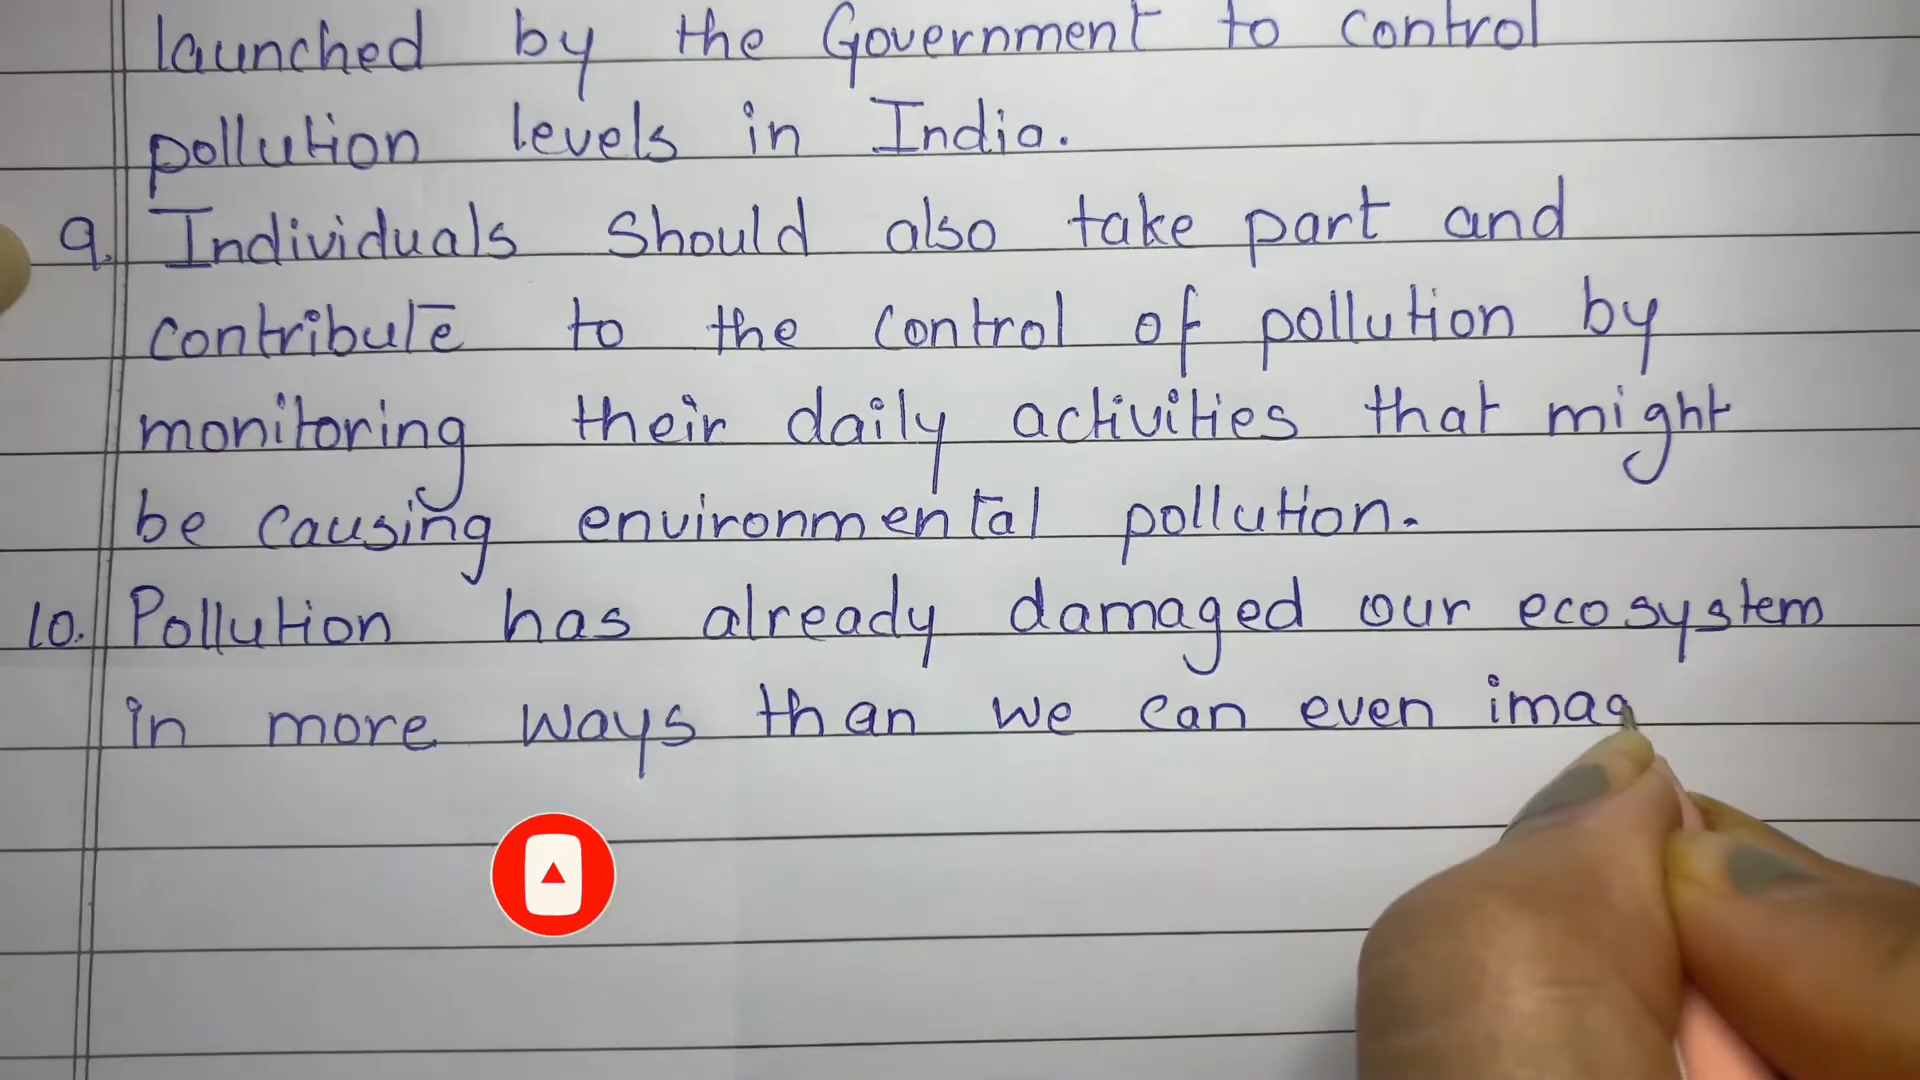 launched by the Government to control
pollution levels in India.
9. Individuals should also take part and
contribute to the control of pollution by
monitoring their daily activities that might
be causing environmental pollution.
10. Pollution has already damaged our ecosystem
in more ways than we can even imag